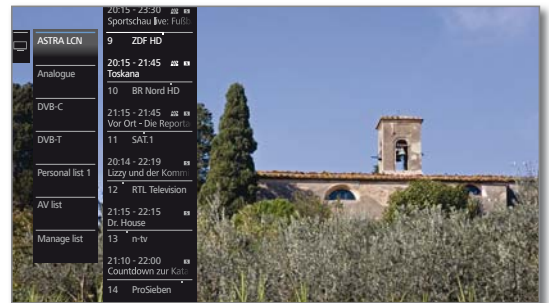 ASTRA LCN
Analogue
DVB-C
DVB-T
Personal list 1
AV list
Manage list
20:15 - 23:30
Sportschau live: Fußb
9 ZDF HD
20:15 - 21:45
Toskana
10 BR Nord HD
21:15 - 21:45
Vor Ort - Die Reporta
11 SAT.1
20:14 - 22:19
Lizzy und der Komm
12 RTL Television
21:15 - 22:15
Dr. House
13 n-tv
21:10 - 22:00
Countdown zur Kata
14 ProSieben